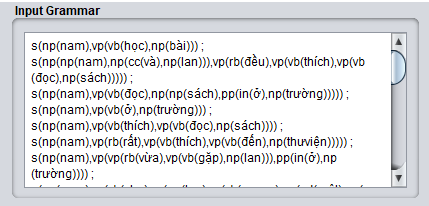 Input Grammar
s(np(nam),vp(vb(học),np(bài))) ;
s(np(np(nam),np(cc(và),np(lan))),vp(rb(đều),vp(vb(thích),vp(vb
(đọc),np(sách))))) ;
s(np(nam),vp(vb(đọc),np(np(sách),pp(in(ở),np(trường))))) ;
s(np(nam),vp(vb(ở),np(trường))) ;
s(np(nam),vp(vb(thích),vp(vb(đọc),np(sách)))) ;
s(np(nam),vp(rb(rất),vp(vb(thích),vp(vb(đến),np(thưviện))))) ;
s(np(nam),vp(vp(rb(vừa),vp(vb(gặp),np(lan))),pp(in(ở),np
(trường)))) ;